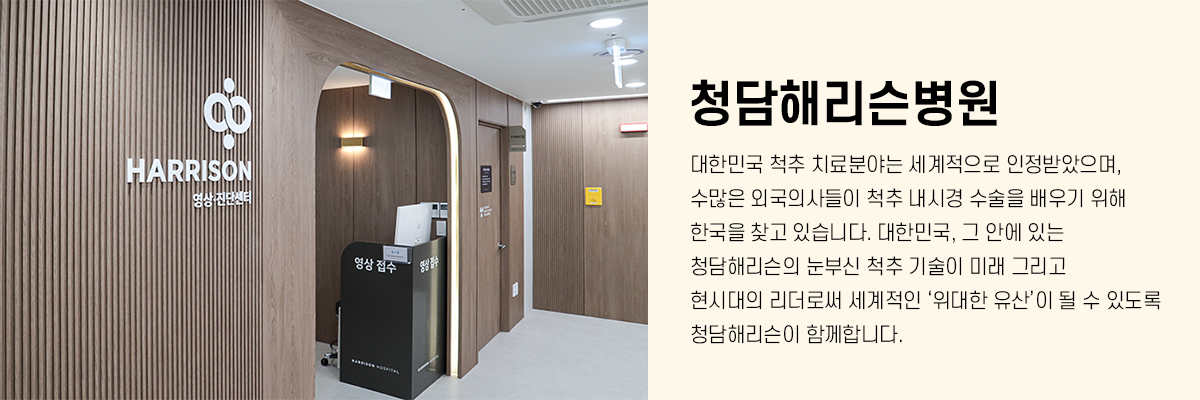 HARRISON
영상·진단센터
영상 접수
영상 접수
HARRISON HOSPITAL
청담해리슨병원
대한민국 척추 치료분야는 세계적으로 인정받았으며,
수많은 외국의사들이 척추 내시경 수술을 배우기 위해
한국을 찾고 있습니다. 대한민국, 그 안에 있는
청담해리슨의 눈부신 척추 기술이 미래 그리고
현시대의 리더로써 세계적인 ‘위대한 유산’이 될 수 있도록
청담해리슨이 함께합니다.